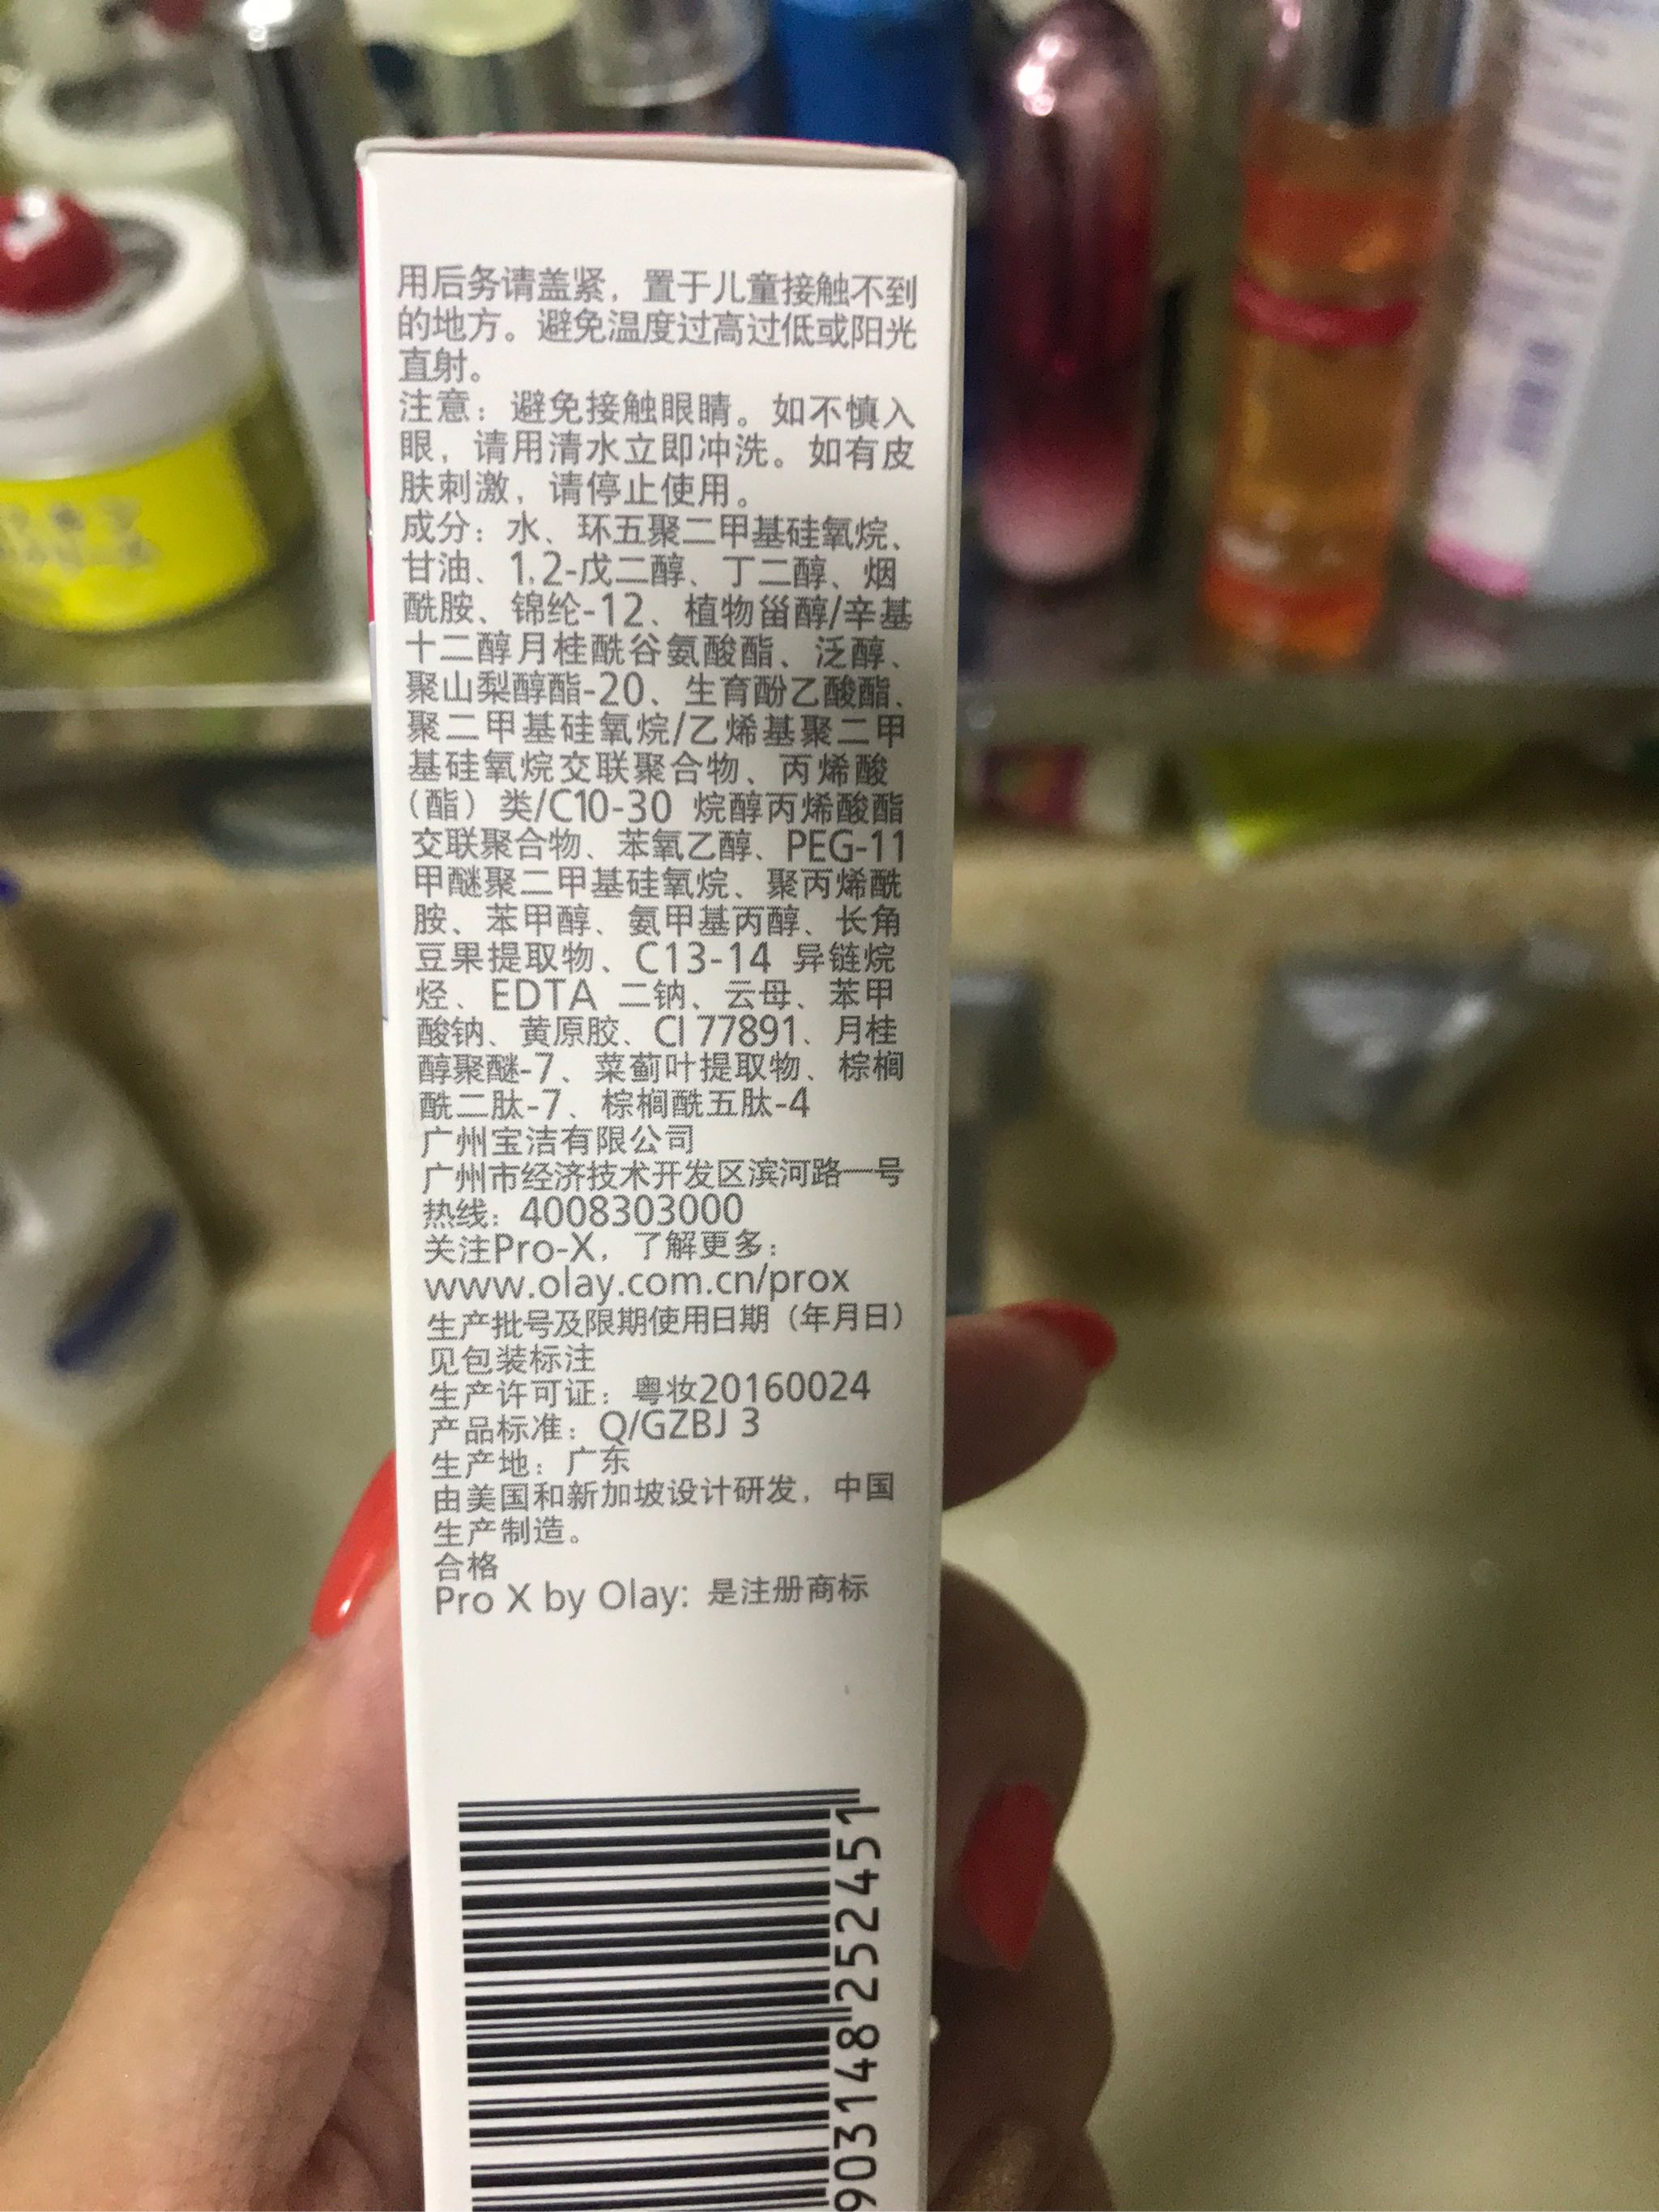 用后务请盖紧，置于儿童接触不到
的地方。避免温度过高过低或阳光
直射。
注意：避免接触眼睛。如不慎入
眼，请用清水立即冲洗。如有皮
肤刺激，请停止使用。
成分：水、环五聚二甲基硅氧烷、
甘油、1,2-戊二醇、丁二醇、烟
酰胺、锦纶-12、植物甾醇/辛基
十二醇月桂酰谷氨酸酯、泛醇、
聚山梨醇酯-20、生育酚乙酸酯、
聚二甲基硅氧烷/乙烯基聚二甲
基硅氧烷交联聚合物、丙烯酸
（酯）类/C10-30 烷醇丙烯酸酯
交联聚合物、苯氧乙醇、PEG-11
甲醚聚二甲基硅氧烷、聚丙烯酰
胺、苯甲醇、氨甲基丙醇、长角
豆果提取物、C13-14 异链烷
烃、EDTA 二钠、云母、苯甲
酸钠、黄原胶、CI 77891、月桂
醇聚醚-7、菜蓟叶提取物、棕榈
酰二肽-7、棕榈酰五肽-4
广州宝洁有限公司
广州市经济技术开发区滨河路一号
热线：4008303000
关注Pro-X，了解更多：
www.olay.com.cn/prox
生产批号及限期使用日期（年月日）
见包装标注
生产许可证：粤妆20160024
产品标准：Q/GZBJ 3
生产地：广东
由美国和新加坡设计研发，中国
生产制造。
合格
Pro X by Olay: 是注册商标
903148 252451